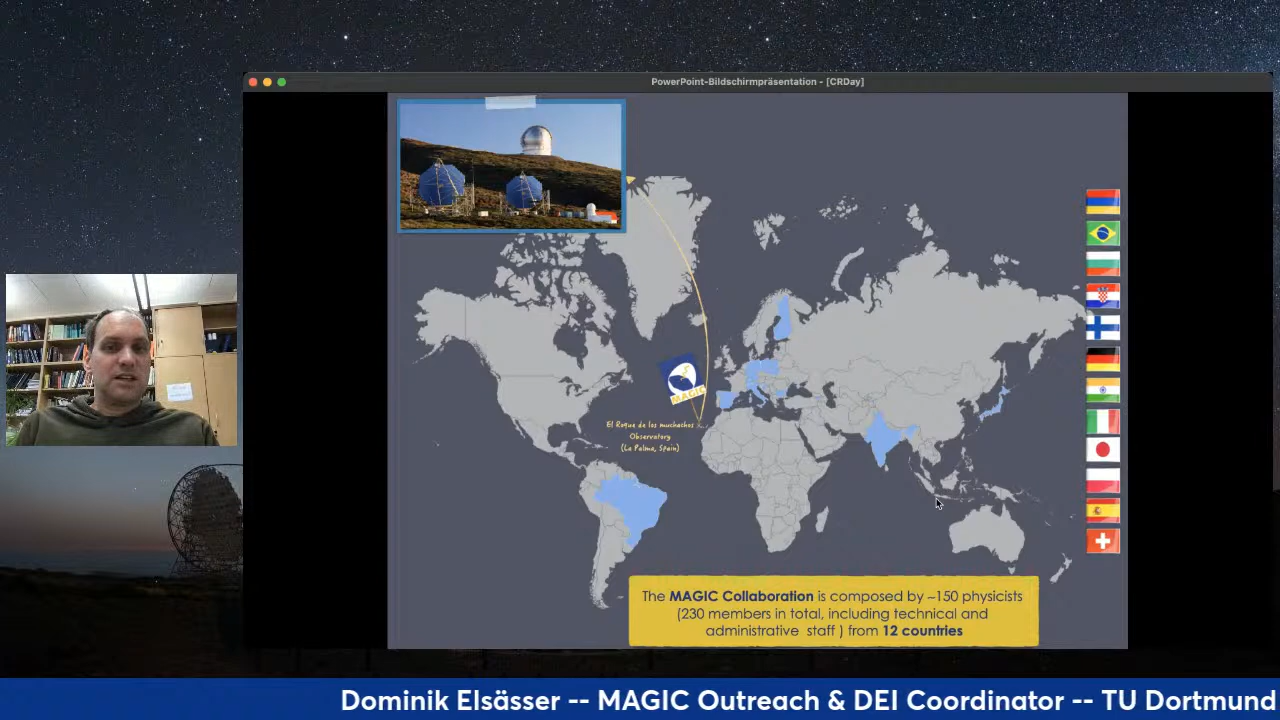 PowerPoint-Bildschirmpräsentation - [CRDay]
MAGIC
El Roque de los muchachos
Observatory
(La Palma, Spain)
The MAGIC Collaboration is composed by ~150 physicists
(230 members in total, including technical and
administrative staff ) from 12 countries
Dominik Elsässer -- MAGIC Outreach & DEI Coordinator -- TU Dortmund